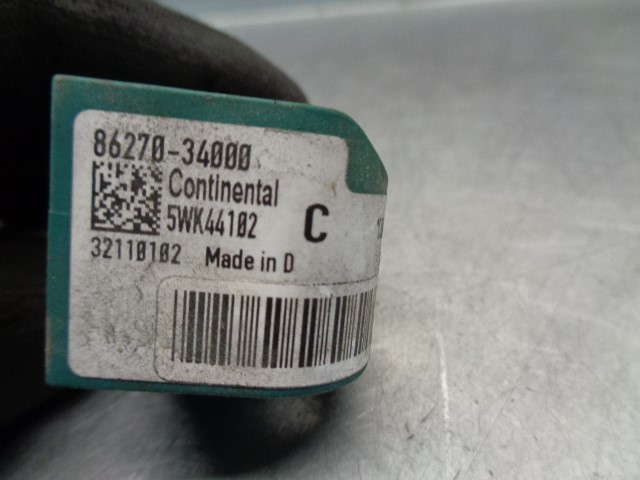 86270-34000
Continental
5WK44102
C
32110102 Made in D